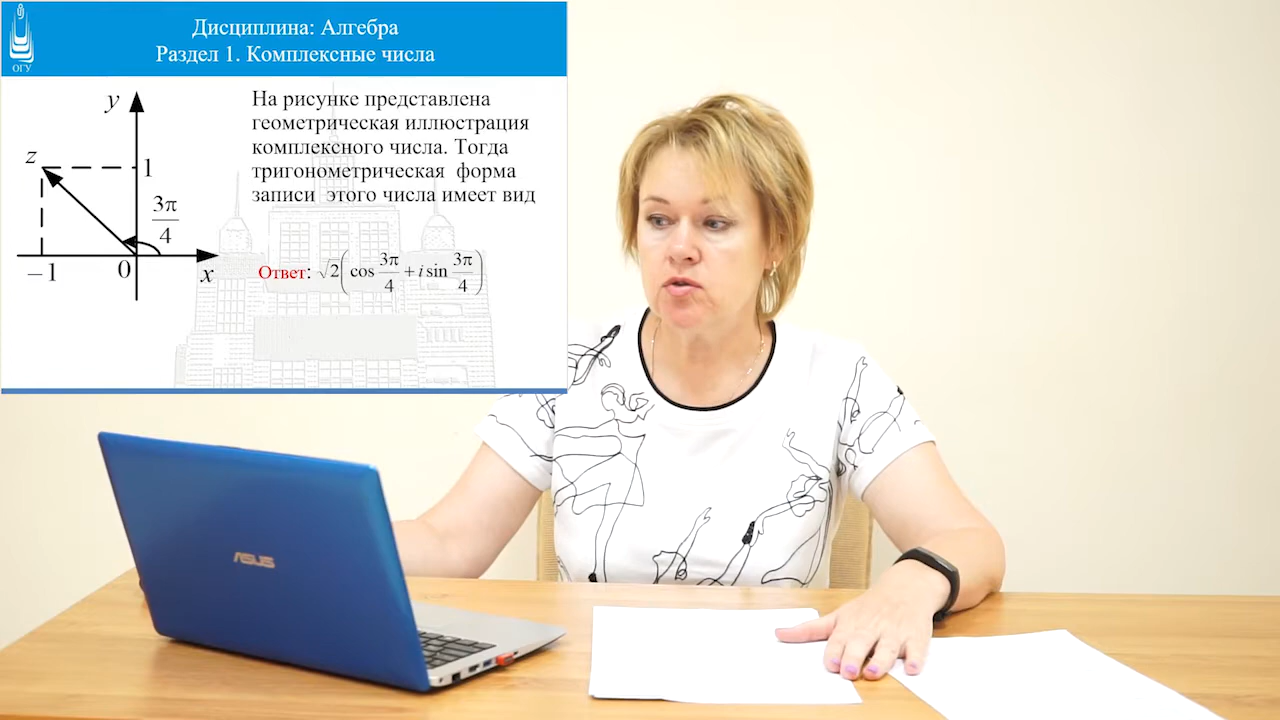 ОГУ
Дисциплина: Алгебра
Раздел 1. Комплексные числа
y
z
1
3π
4
−1
0
x
На рисунке представлена
геометрическая иллюстрация
комплексного числа. Тогда
тригонометрическая форма
записи этого числа имеет вид
Ответ: √2(cos 3π/4 + i sin 3π/4)
ASUS